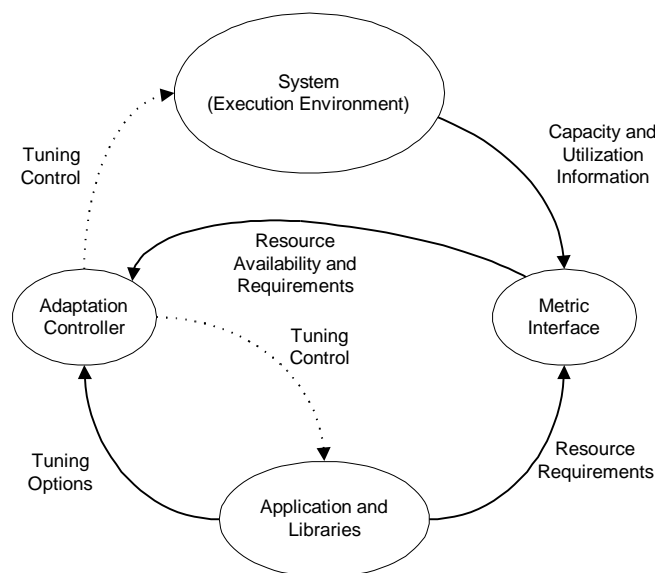 System
(Execution Environment)
Capacity and
Utilization
Information
Tuning
Control
Resource
Availability and
Requirements
Adaptation
Controller
Metric
Interface
Tuning
Control
Tuning
Options
Resource
Requirements
Application and
Libraries